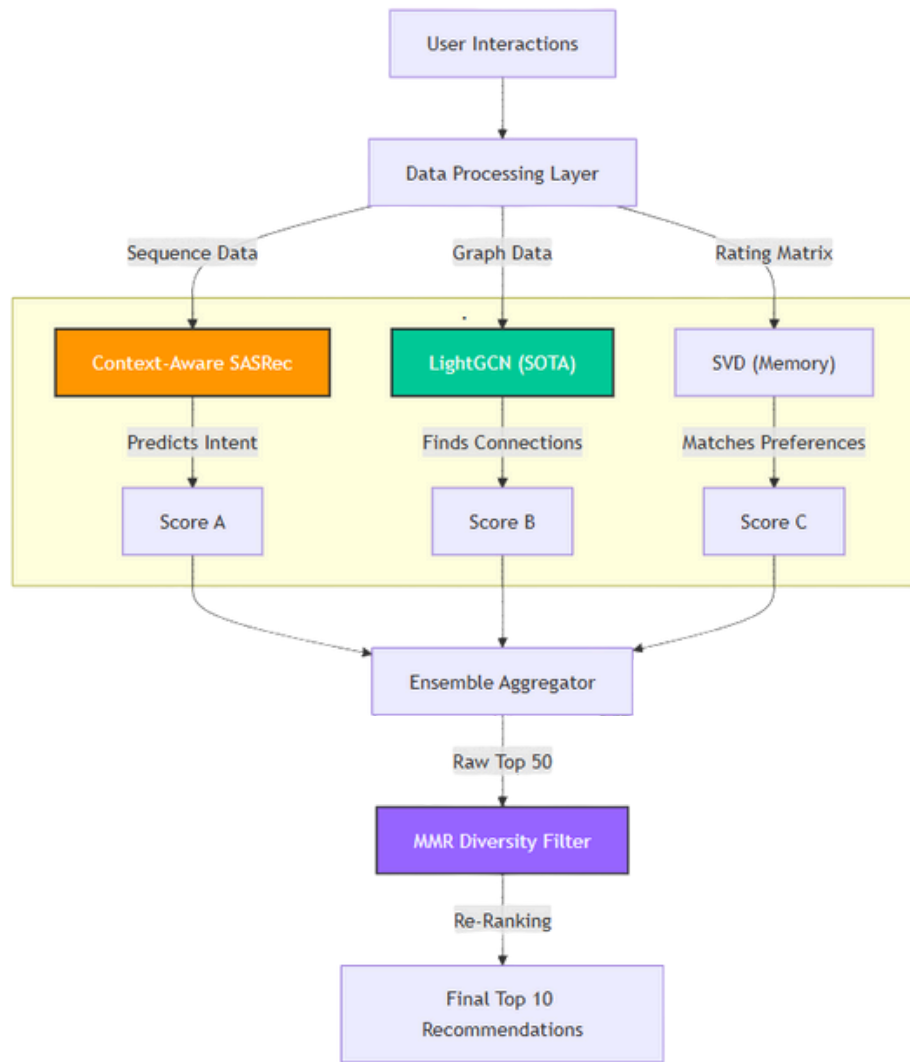 User Interactions
Data Processing Layer
Sequence Data
Graph Data
Rating Matrix
Context-Aware SASRec
LightGCN (SOTA)
SVD (Memory)
Predicts Intent
Finds Connections
Matches Preferences
Score A
Score B
Score C
Ensemble Aggregator
Raw Top 50
MMR Diversity Filter
Re-Ranking
Final Top 10
Recommendations